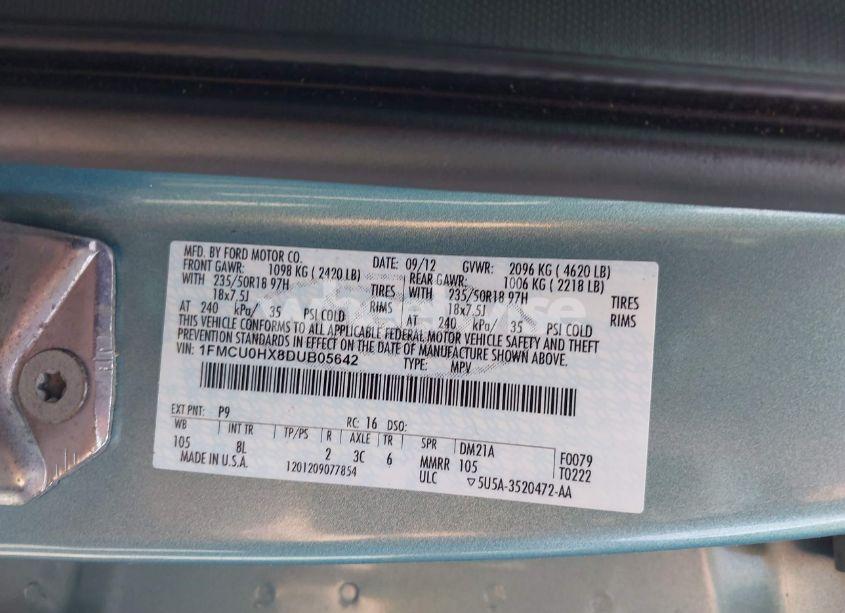 MFD. BY FORD MOTOR CO. DATE: 09/12 GVWR: 2096 KG ( 4620 LB)
FRONT GAWR: 1098 KG ( 2420 LB) REAR GAWR: 1006 KG ( 2218 LB)
WITH 235/50R18 97H TIRES WITH 235/50R18 97H TIRES
18x7.5J RIMS 18x7.5J RIMS
AT 240 kPa/ 35 PSI COLD AT 240 kPa/ 35 PSI COLD
THIS VEHICLE CONFORMS TO ALL APPLICABLE FEDERAL MOTOR VEHICLE SAFETY AND THEFT
PREVENTION STANDARDS IN EFFECT ON THE DATE OF MANUFACTURE SHOWN ABOVE.
VIN: 1FMCU0HX8DUB05642 TYPE: MPV
EXT PNT: P9 RC: 16 DSO:
WB INT TR TP/PS R AXLE TR SPR DM21A F0079
105 8L 2 3C 6 MMRR 105 T0222
MADE IN U.S.A. 1201209077854 ULC ▽5U5A-3520472-AA
wheelwise